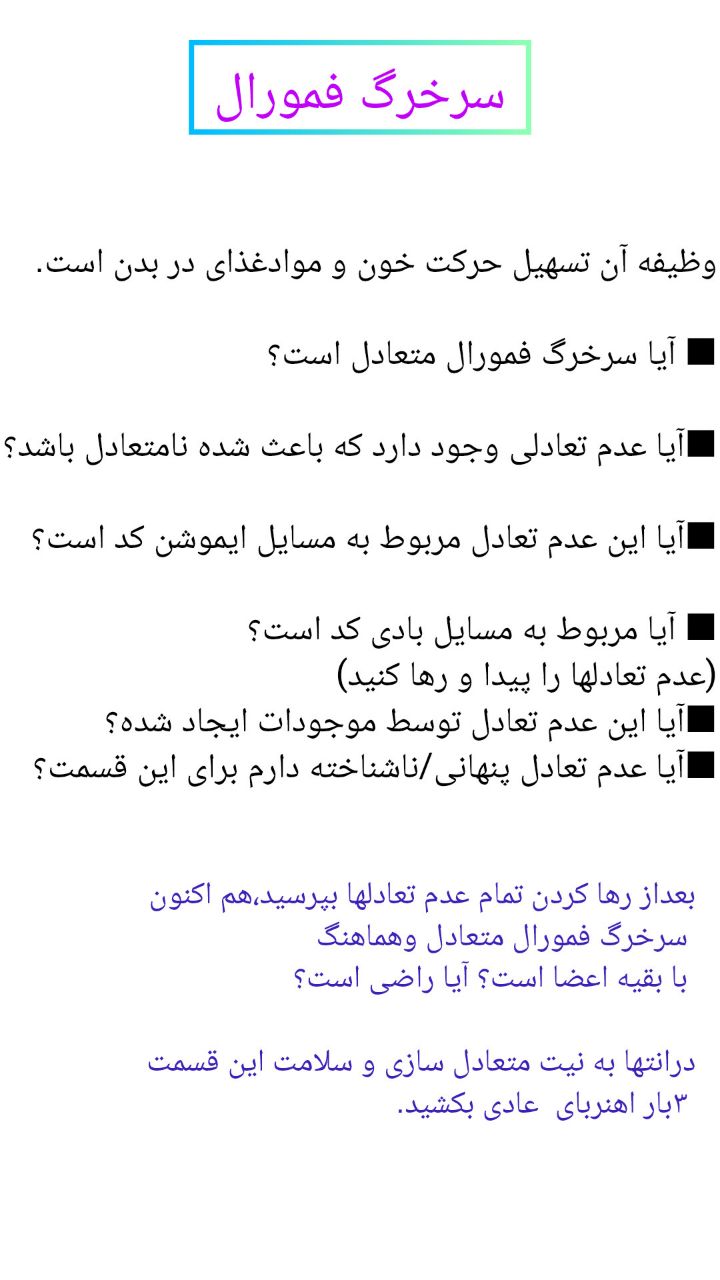 سرخرگ فمورال
وظیفه آن تسهیل حرکت خون و موادغذای در بدن است.
■ آیا سرخرگ فمورال متعادل است؟
■آیا عدم تعادلی وجود دارد که باعث شده نامتعادل باشد؟
■آیا این عدم تعادل مربوط به مسایل ایموشن کد است؟
■ آیا مربوط به مسایل بادی کد است؟
(عدم تعادلها را پیدا و رها کنید)
■آیا این عدم تعادل توسط موجودات ایجاد شده؟
■آیا عدم تعادل پنهانی/ناشناخته دارم برای این قسمت؟
بعداز رها کردن تمام عدم تعادلها بپرسید،هم اکنون
سرخرگ فمورال متعادل وهماهنگ
با بقیه اعضا است؟ آیا راضی است؟
درانتها به نیت متعادل سازی و سلامت این قسمت
۳بار اهنربای عادی بکشید.